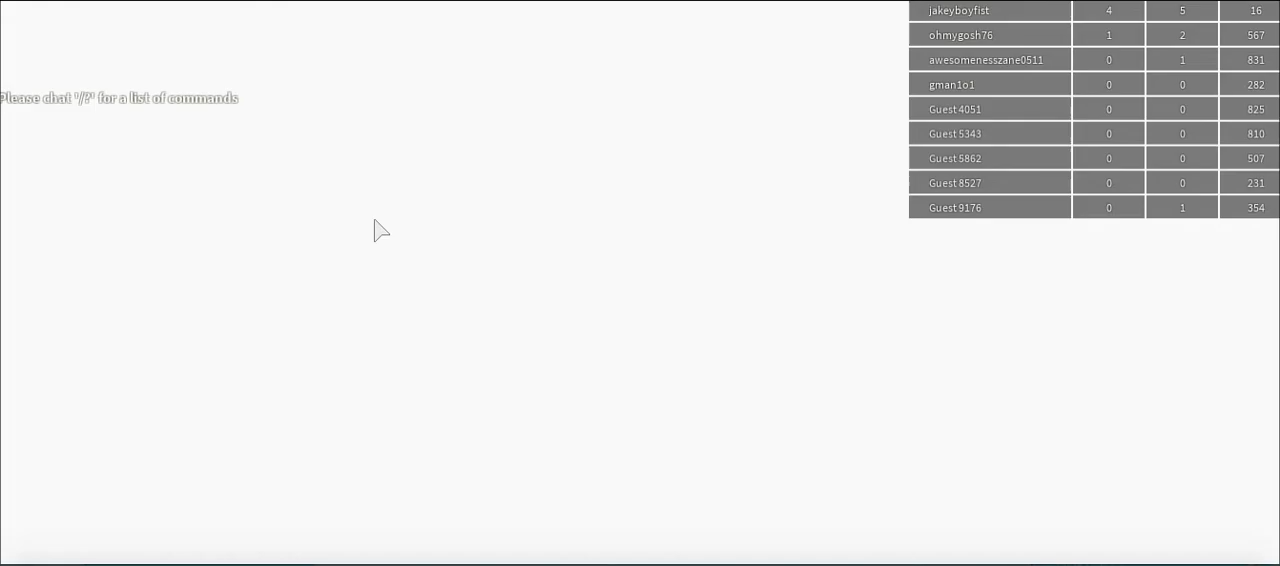 jakeyboyfist 4 5 16
ohmygosh76 1 2 567
awesomenesszane0511 0 1 831
Please chat '/?' for a list of commands
gman1o1 0 0 282
Guest 4051 0 0 825
Guest 5343 0 0 810
Guest 5862 0 0 507
Guest 8527 0 0 231
Guest 9176 0 1 354